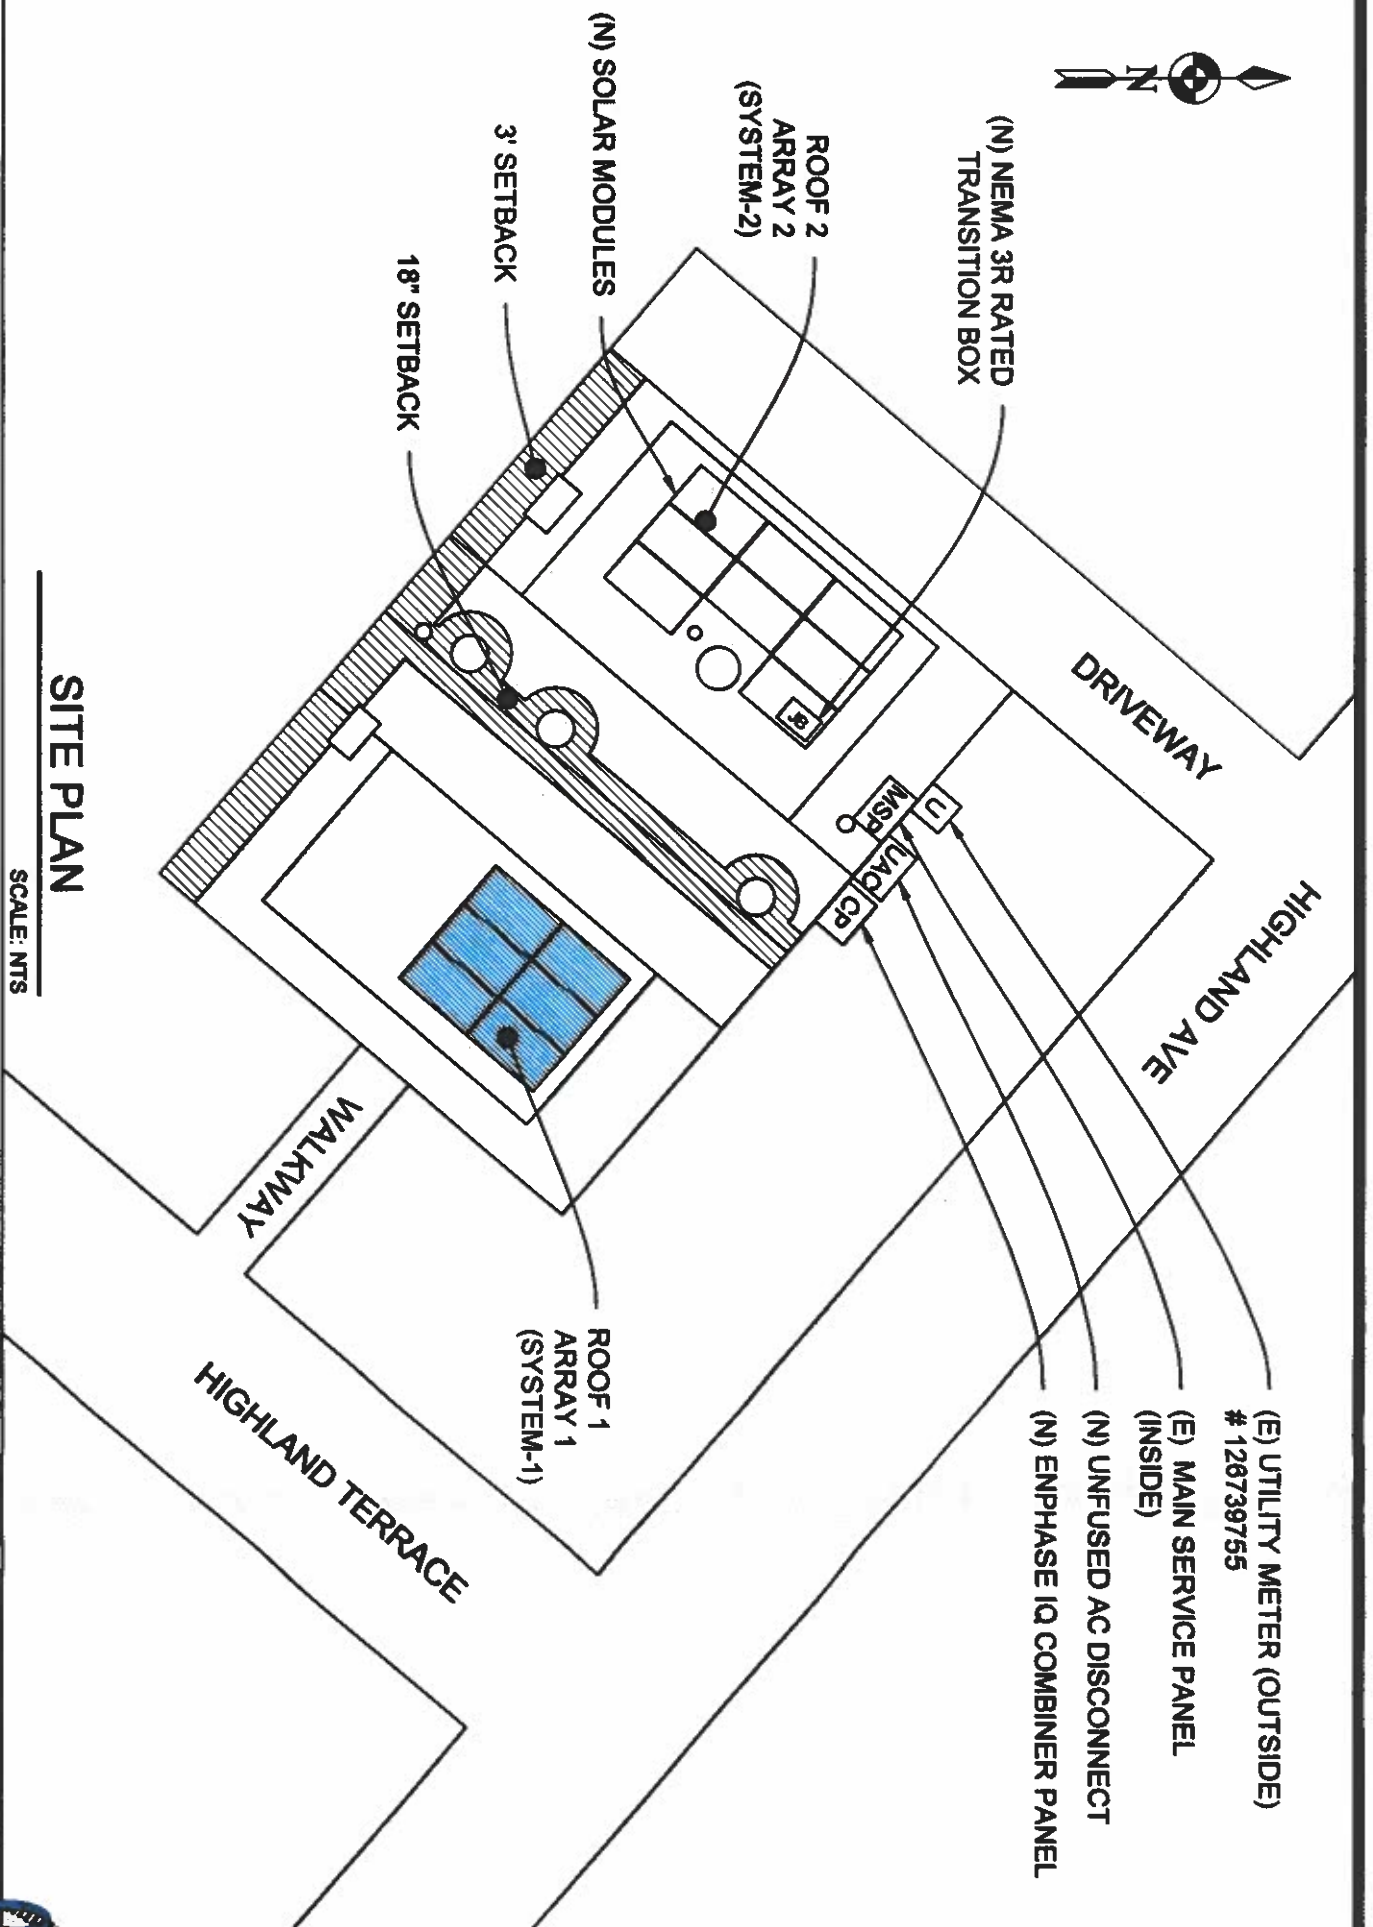 N
(N) NEMA 3R RATED
TRANSITION BOX
ROOF 2
ARRAY 2
(SYSTEM-2)
(N) SOLAR MODULES
3' SETBACK
18" SETBACK
DRIVEWAY
HIGHLAND AVE
JB
U
MSP
UAC
CP
(E) UTILITY METER (OUTSIDE)
# 126739755
(E) MAIN SERVICE PANEL
(INSIDE)
(N) UNFUSED AC DISCONNECT
(N) ENPHASE IQ COMBINER PANEL
ROOF 1
ARRAY 1
(SYSTEM-1)
WALKWAY
HIGHLAND TERRACE
SITE PLAN
SCALE: NTS